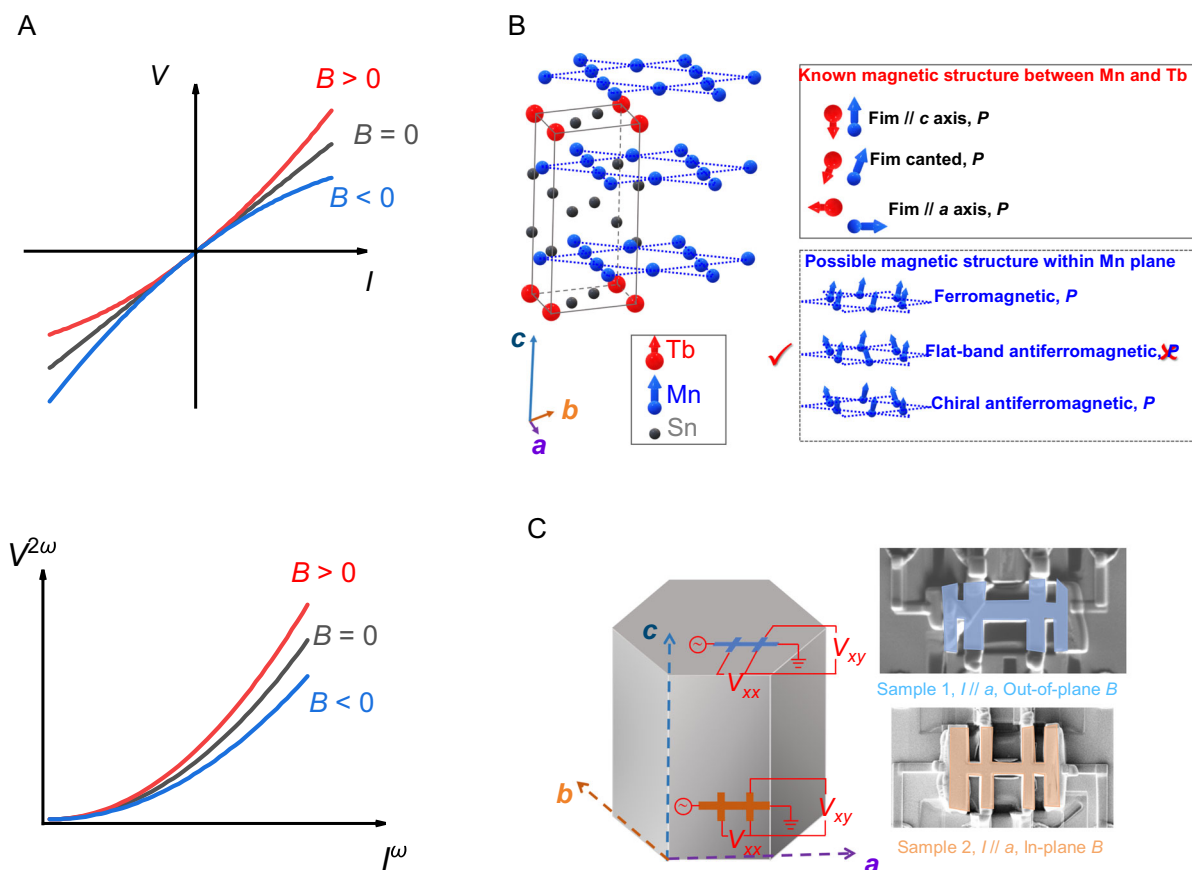 A
V
B > 0
B = 0
B < 0
I
V2ω
B > 0
B = 0
B < 0
Iω
B
c
b
a
Tb
Mn
Sn
Known magnetic structure between Mn and Tb
Fim // c axis, P
Fim canted, P
Fim // a axis, P
Possible magnetic structure within Mn plane
Ferromagnetic, P
✓ Flat-band antiferromagnetic, P ✗
Chiral antiferromagnetic, P
C
c
b
a
~
Vxx
Vxy
~
Vxx
Vxy
Sample 1, I // a, Out-of-plane B
Sample 2, I // a, In-plane B